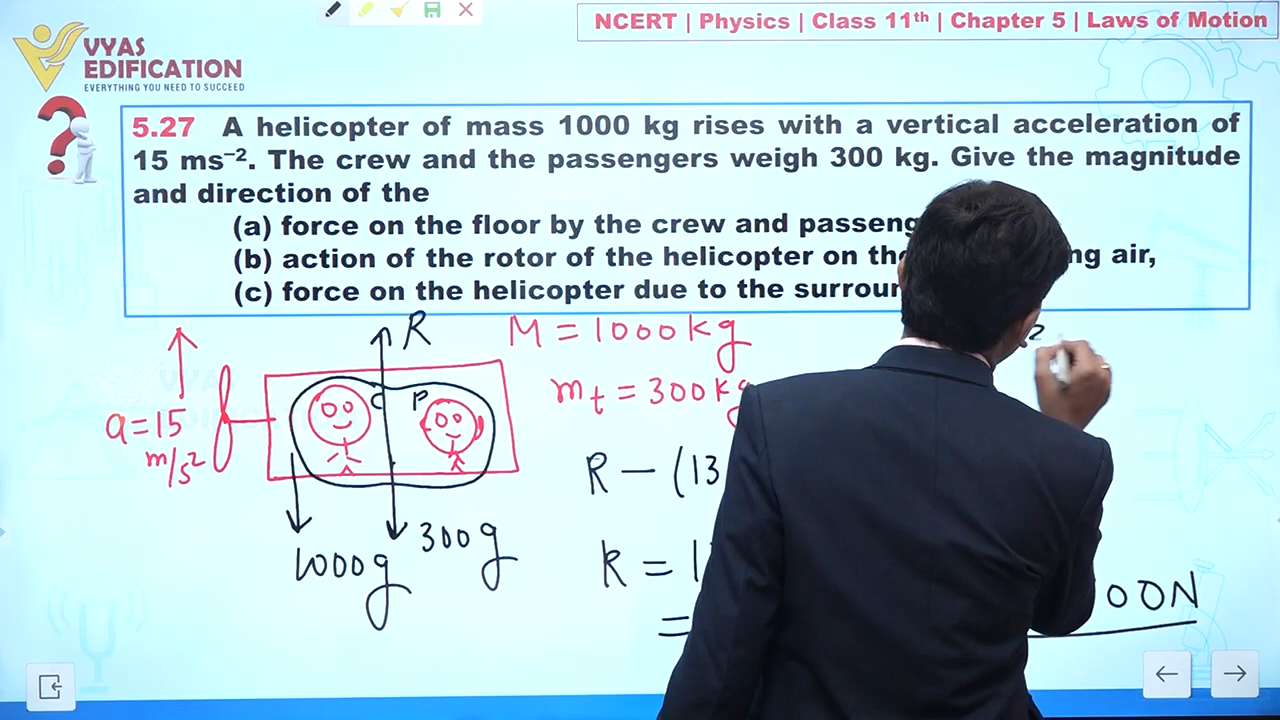 NCERT | Physics | Class 11th | Chapter 5 | Laws of Motion
VYAS
EDIFICATION
EVERYTHING YOU NEED TO SUCCEED
5.27 A helicopter of mass 1000 kg rises with a vertical acceleration of
15 ms⁻². The crew and the passengers weigh 300 kg. Give the magnitude
and direction of the
(a) force on the floor by the crew and
(b) action of the rotor of the helicopter on air,
(c) force on the helicopter due to the
R
M = 1000 kg
a = 15
m/s²
C P
mt = 300 kg
R – (13
300g
1000g
R = 1
00N
=
2